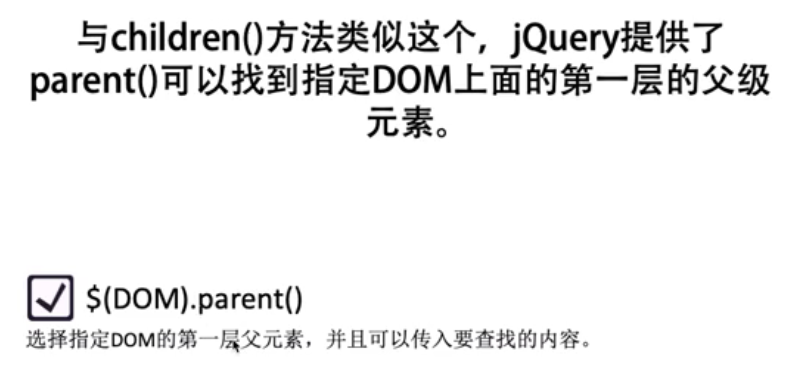 与children()方法类似这个，jQuery提供了
parent()可以找到指定DOM上面的第一层的父级
元素。
$(DOM).parent()
选择指定DOM的第一层父元素，并且可以传入要查找的内容。